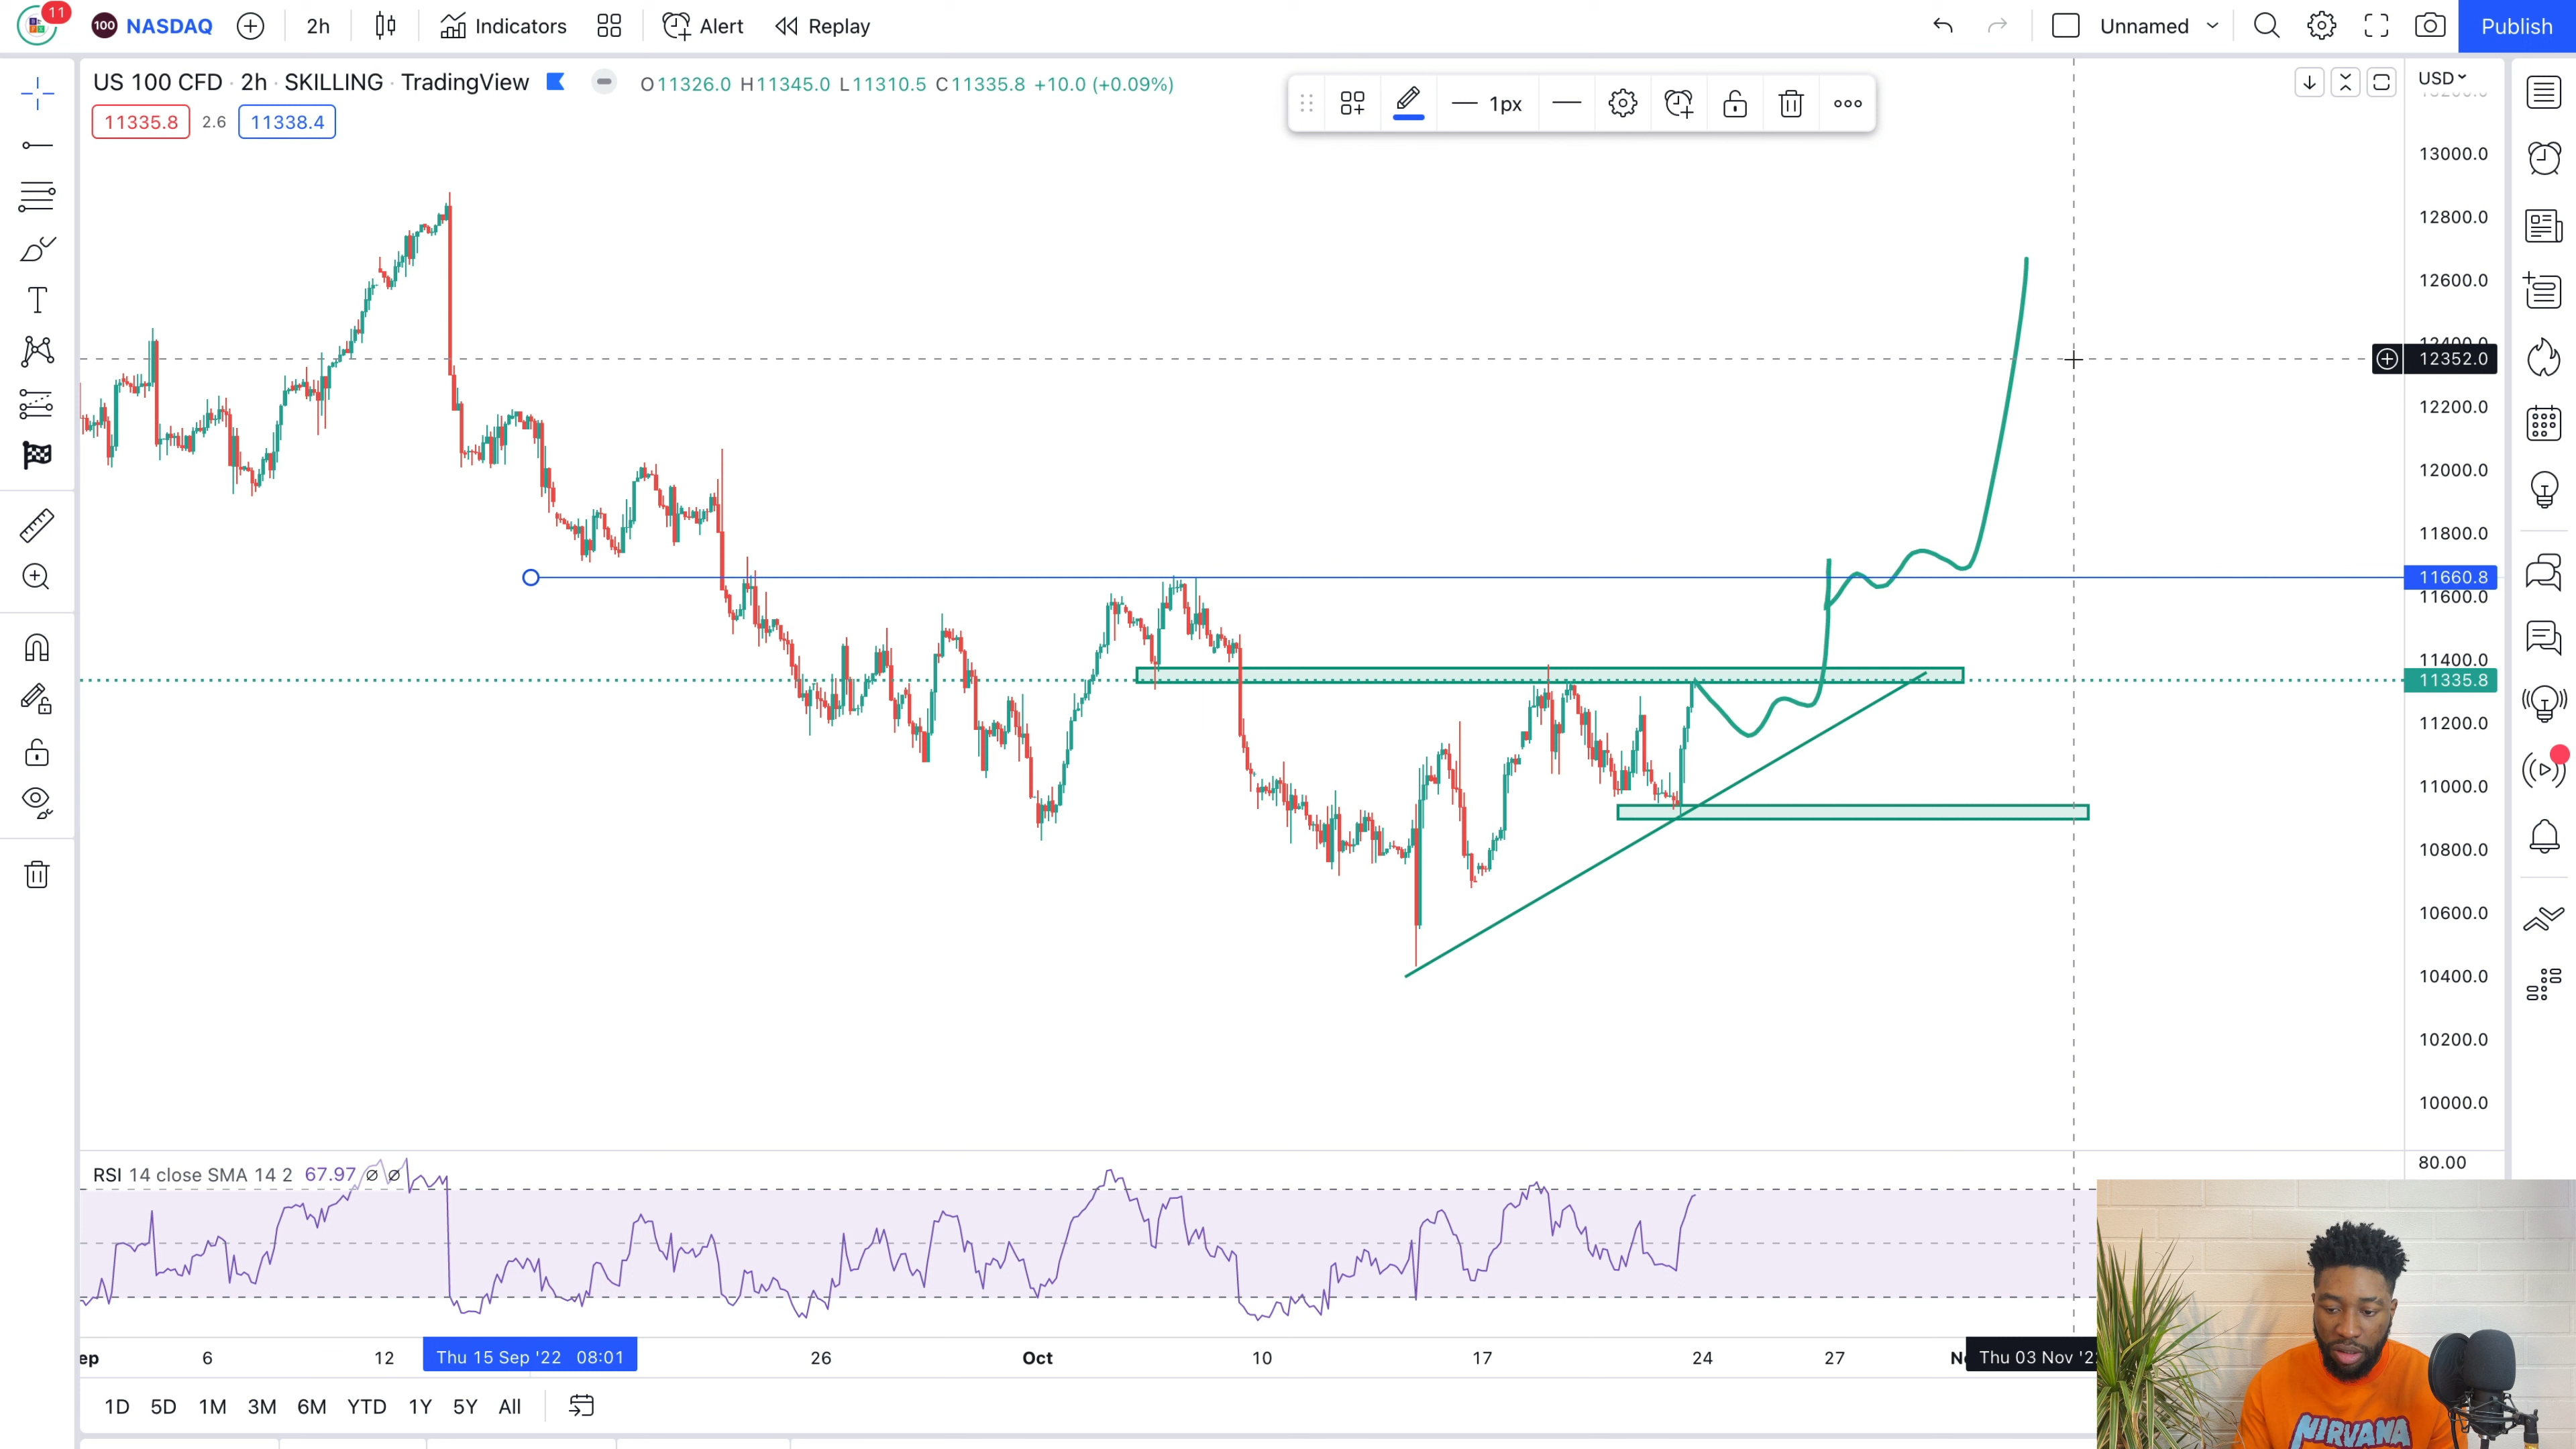 11
100 NASDAQ 2h Indicators Alert Replay Unnamed Publish
US 100 CFD · 2h · SKILLING · TradingView O11326.0 H11345.0 L11310.5 C11335.8 +10.0 (+0.09%)
11335.8 2.6 11338.4
1px
USD
13000.0
12800.0
12600.0
12400.0
12352.0
12200.0
12000.0
11800.0
11660.8
11600.0
11400.0
11335.8
11200.0
11000.0
10800.0
10600.0
10400.0
10200.0
10000.0
RSI 14 close SMA 14 2 67.97 ∅ ∅
80.00
ep 6 12 Thu 15 Sep '22 08:01 26 Oct 10 17 24 27 Thu 03 Nov '2
1D 5D 1M 3M 6M YTD 1Y 5Y All
NIRVANA